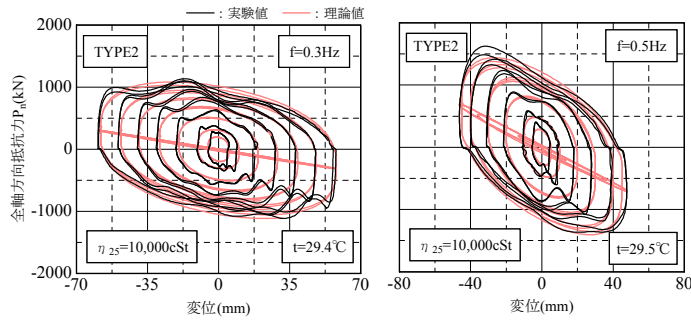 ：実験値 ：理論値
TYPE2 f=0.3Hz
η25=10,000cSt t=29.4℃
全軸方向抵抗力Pn(kN)
2000
1000
0
-1000
-2000
-70 -35 0 35 70
変位(mm)
TYPE2 f=0.5Hz
η25=10,000cSt t=29.5℃
-80 -40 0 40 80
変位(mm)